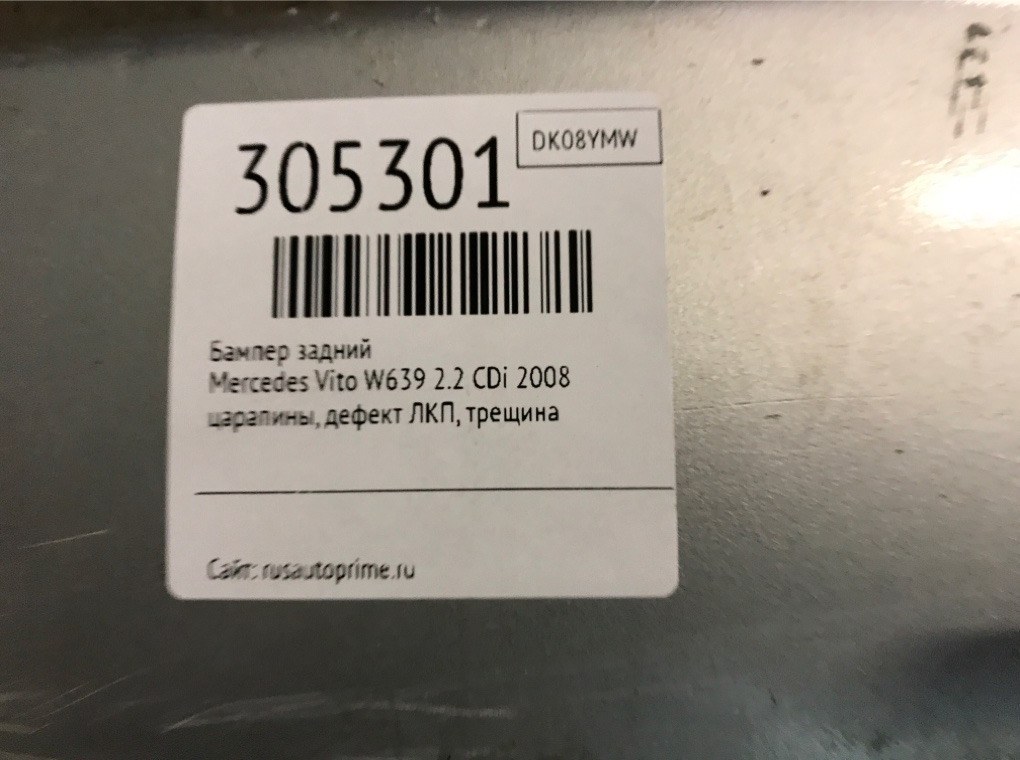 305301
DK08YMW
Бампер задний
Mercedes Vito W639 2.2 CDi 2008
царапины, дефект ЛКП, трещина
Сайт: rusautoprime.ru